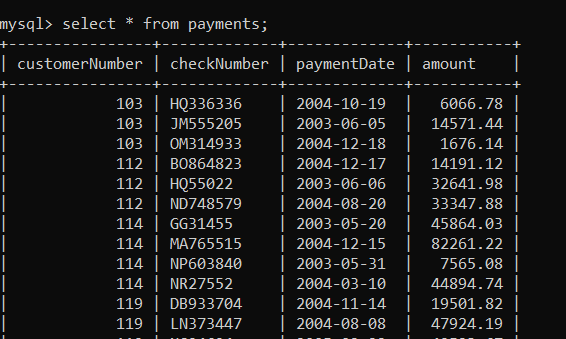 mysql> select * from payments;
+----------------+-------------+-------------+-----------+
| customerNumber | checkNumber | paymentDate | amount    |
+----------------+-------------+-------------+-----------+
|            103 | HQ336336    | 2004-10-19  |   6066.78 |
|            103 | JM555205    | 2003-06-05  |  14571.44 |
|            103 | OM314933    | 2004-12-18  |   1676.14 |
|            112 | BO864823    | 2004-12-17  |  14191.12 |
|            112 | HQ55022     | 2003-06-06  |  32641.98 |
|            112 | ND748579    | 2004-08-20  |  33347.88 |
|            114 | GG31455     | 2003-05-20  |  45864.03 |
|            114 | MA765515    | 2004-12-15  |  82261.22 |
|            114 | NP603840    | 2003-05-31  |   7565.08 |
|            114 | NR27552     | 2004-03-10  |  44894.74 |
|            119 | DB933704    | 2004-11-14  |  19501.82 |
|            119 | LN373447    | 2004-08-08  |  47924.19 |